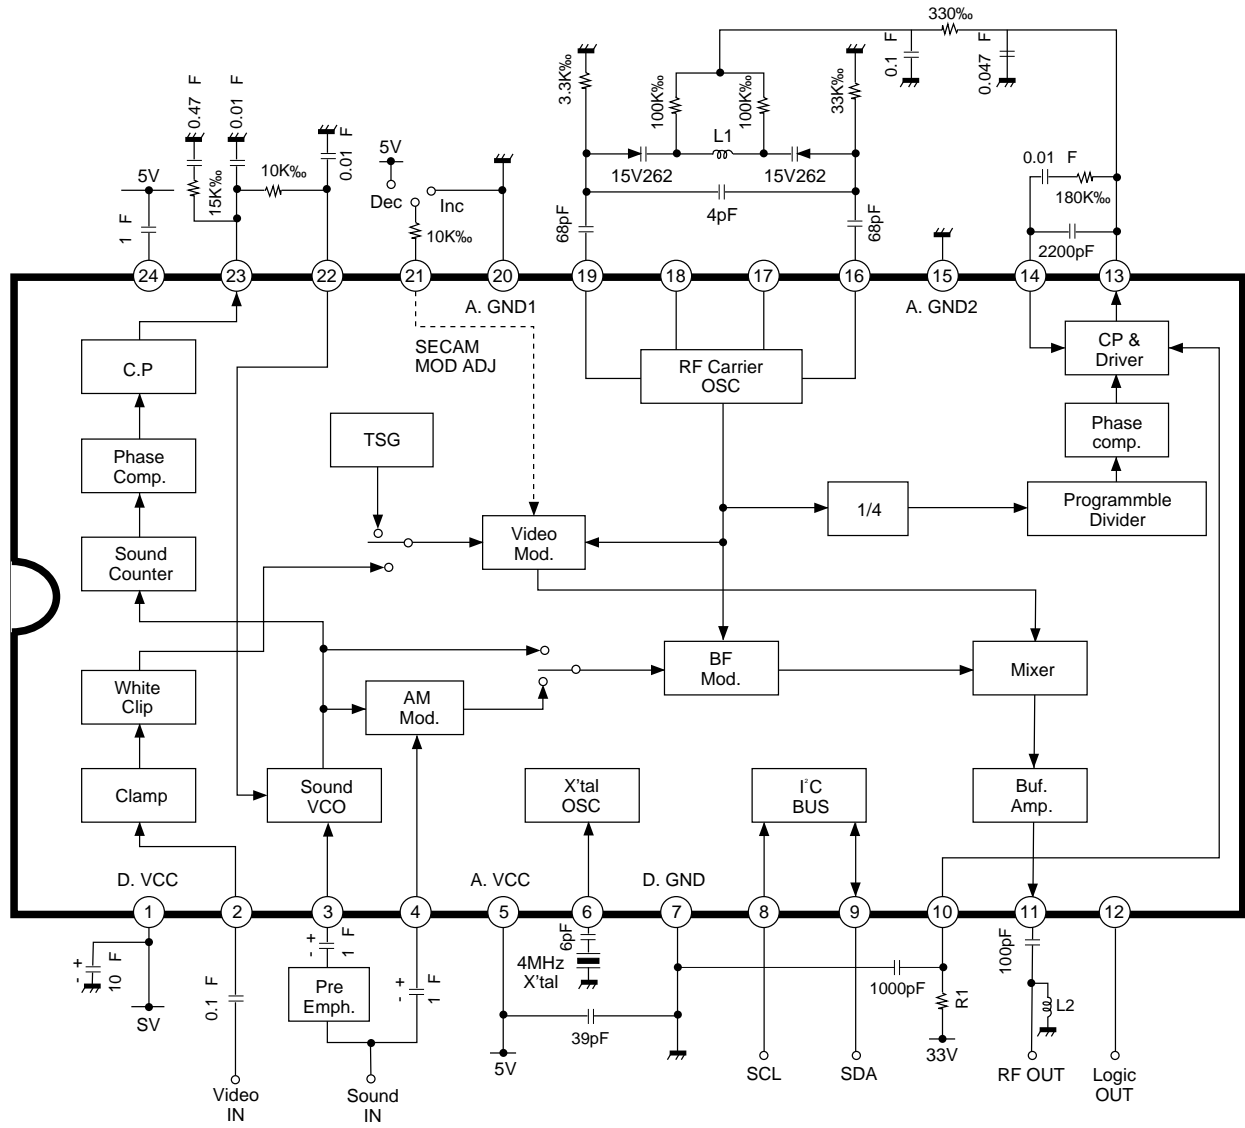 330‰
0.1 F
0.047 F
3.3K‰
100K‰
100K‰
33K‰
L1
15V262
15V262
4pF
68pF
68pF
0.47 F
0.01 F
0.01 F
10K‰
15K‰
5V
1 F
5V
Dec
Inc
10K‰
0.01 F
180K‰
2200pF
24
23
22
21
20
19
18
17
16
15
14
13
A. GND1
A. GND2
SECAM
MOD ADJ
C.P
RF Carrier
OSC
CP &
Driver
TSG
Phase
comp.
Phase
Comp.
Video
Mod.
1/4
Programmble
Divider
Sound
Counter
White
Clip
AM
Mod.
BF
Mod.
Mixer
Clamp
Sound
VCO
X'tal
OSC
I²C
BUS
Buf.
Amp.
D. VCC
A. VCC
D. GND
1
2
3
4
5
6
7
8
9
10
11
12
- +
10 F
SV
0.1 F
- +
1 F
Pre
Emph.
- +
1 F
6pF
4MHz
X'tal
39pF
5V
1000pF
R1
33V
100pF
L2
Video
IN
Sound
IN
SCL
SDA
RF OUT
Logic
OUT